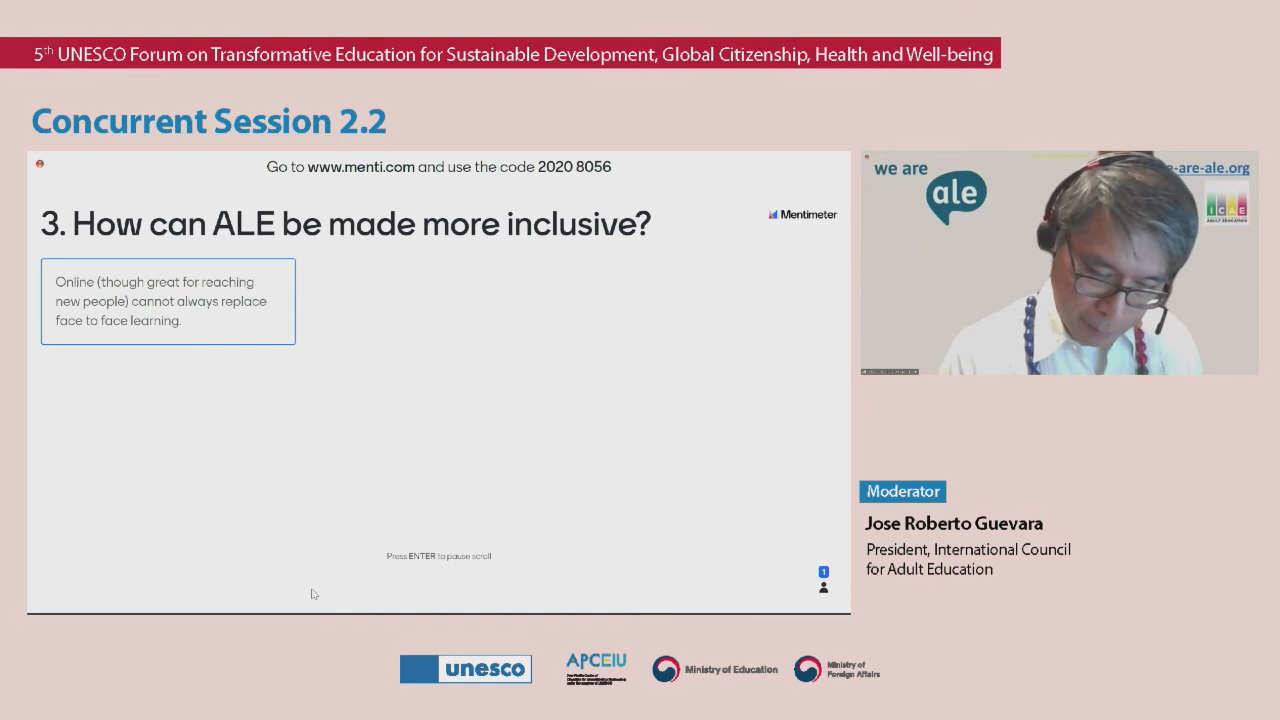 5th UNESCO Forum on Transformative Education for Sustainable Development, Global Citizenship, Health and Well-being
Concurrent Session 2.2
Go to www.menti.com and use the code 2020 8056
3. How can ALE be made more inclusive?
Mentimeter
Online (though great for reaching
new people) cannot always replace
face to face learning.
Press ENTER to pause scroll
1
we are
ale
e-are-ale.org
ICAE
ADULT EDUCATION
Moderator
Jose Roberto Guevara
President, International Council
for Adult Education
unesco
APCEIU
Ministry of Education
Ministry of
Foreign Affairs